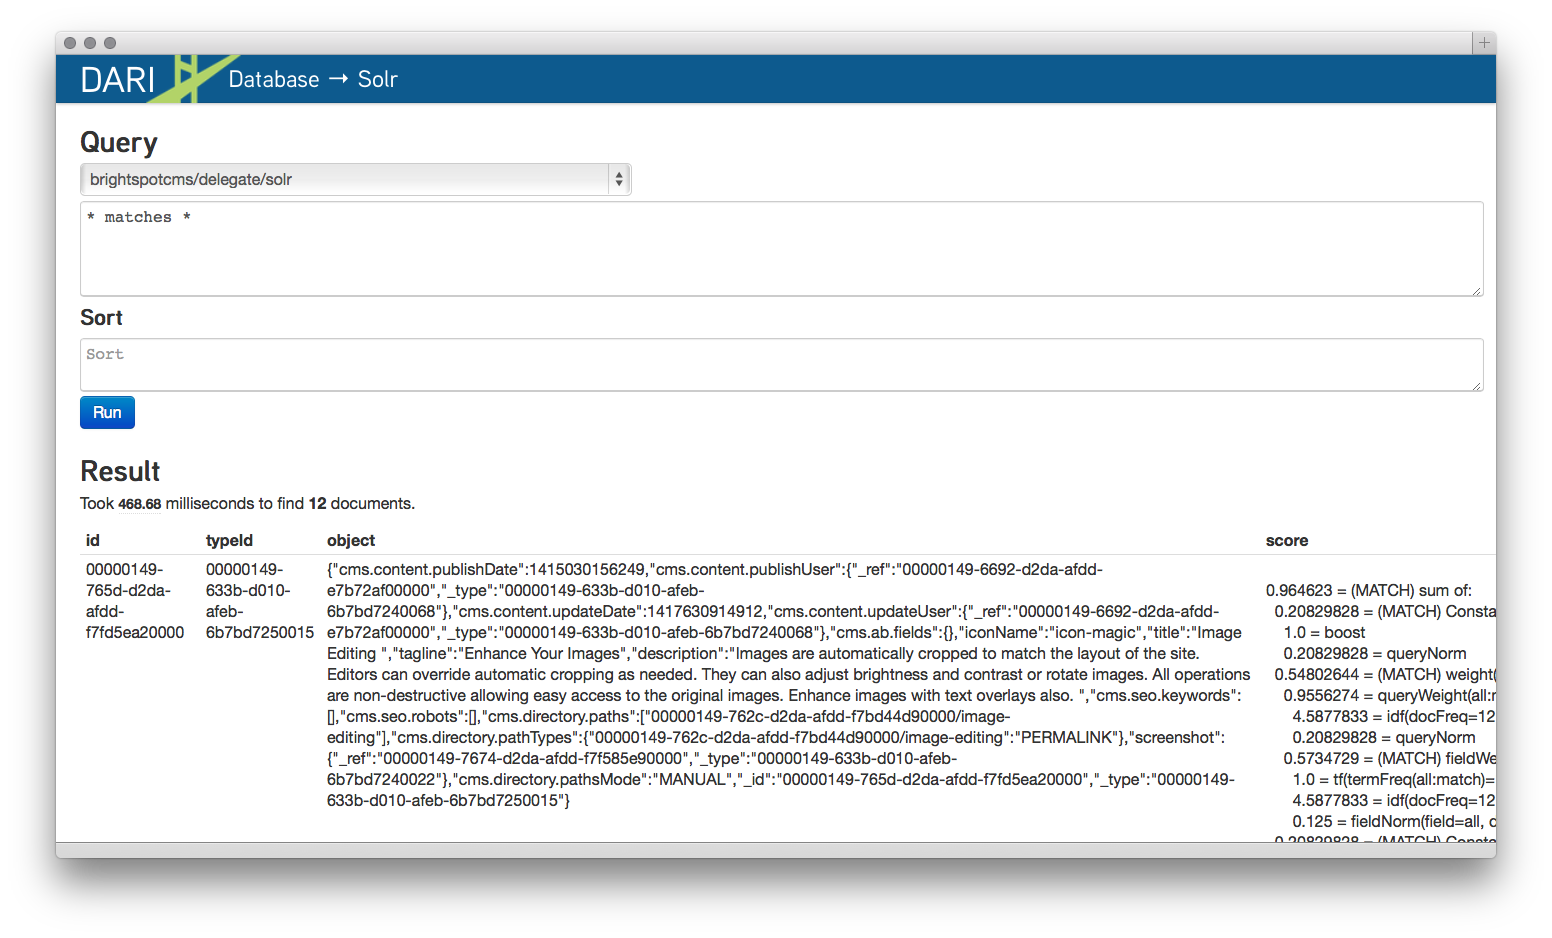 DARI Database → Solr
Query
brightspotcms/delegate/solr
* matches *
Sort
Sort
Run
Result
Took 468.68 milliseconds to find 12 documents.
id typeId object score
00000149-
765d-d2da-
afdd-
f7fd5ea20000
00000149-
633b-d010-
afeb-
6b7bd7250015
{"cms.content.publishDate":1415030156249,"cms.content.publishUser":{"_ref":"00000149-6692-d2da-afdd-
e7b72af00000","_type":"00000149-633b-d010-afeb-
6b7bd7240068"},"cms.content.updateDate":1417630914912,"cms.content.updateUser":{"_ref":"00000149-6692-d2da-afdd-
e7b72af00000","_type":"00000149-633b-d010-afeb-6b7bd7240068"},"cms.ab.fields":{},"iconName":"icon-magic","title":"Image
Editing ","tagline":"Enhance Your Images","description":"Images are automatically cropped to match the layout of the site.
Editors can override automatic cropping as needed. They can also adjust brightness and contrast or rotate images. All operations
are non-destructive allowing easy access to the original images. Enhance images with text overlays also. ","cms.seo.keywords":
[],"cms.seo.robots":[],"cms.directory.paths":["00000149-762c-d2da-afdd-f7bd44d90000/image-
editing"],"cms.directory.pathTypes":{"00000149-762c-d2da-afdd-f7bd44d90000/image-editing":"PERMALINK"},"screenshot":
{"_ref":"00000149-7674-d2da-afdd-f7f585e90000","_type":"00000149-633b-d010-afeb-
6b7bd7240022"},"cms.directory.pathsMode":"MANUAL","_id":"00000149-765d-d2da-afdd-f7fd5ea20000","_type":"00000149-
633b-d010-afeb-6b7bd7250015"}
0.964623 = (MATCH) sum of:
0.20829828 = (MATCH) Consta
1.0 = boost
0.20829828 = queryNorm
0.54802644 = (MATCH) weight(
0.9556274 = queryWeight(all:m
4.5877833 = idf(docFreq=12
0.20829828 = queryNorm
0.5734729 = fieldWe
1.0 = tf(termFreq(all:match)=
4.5877833 = idf(docFreq=12
0.125 = fieldNorm(field=all, d
0.20829828 = (MATCH) Consta